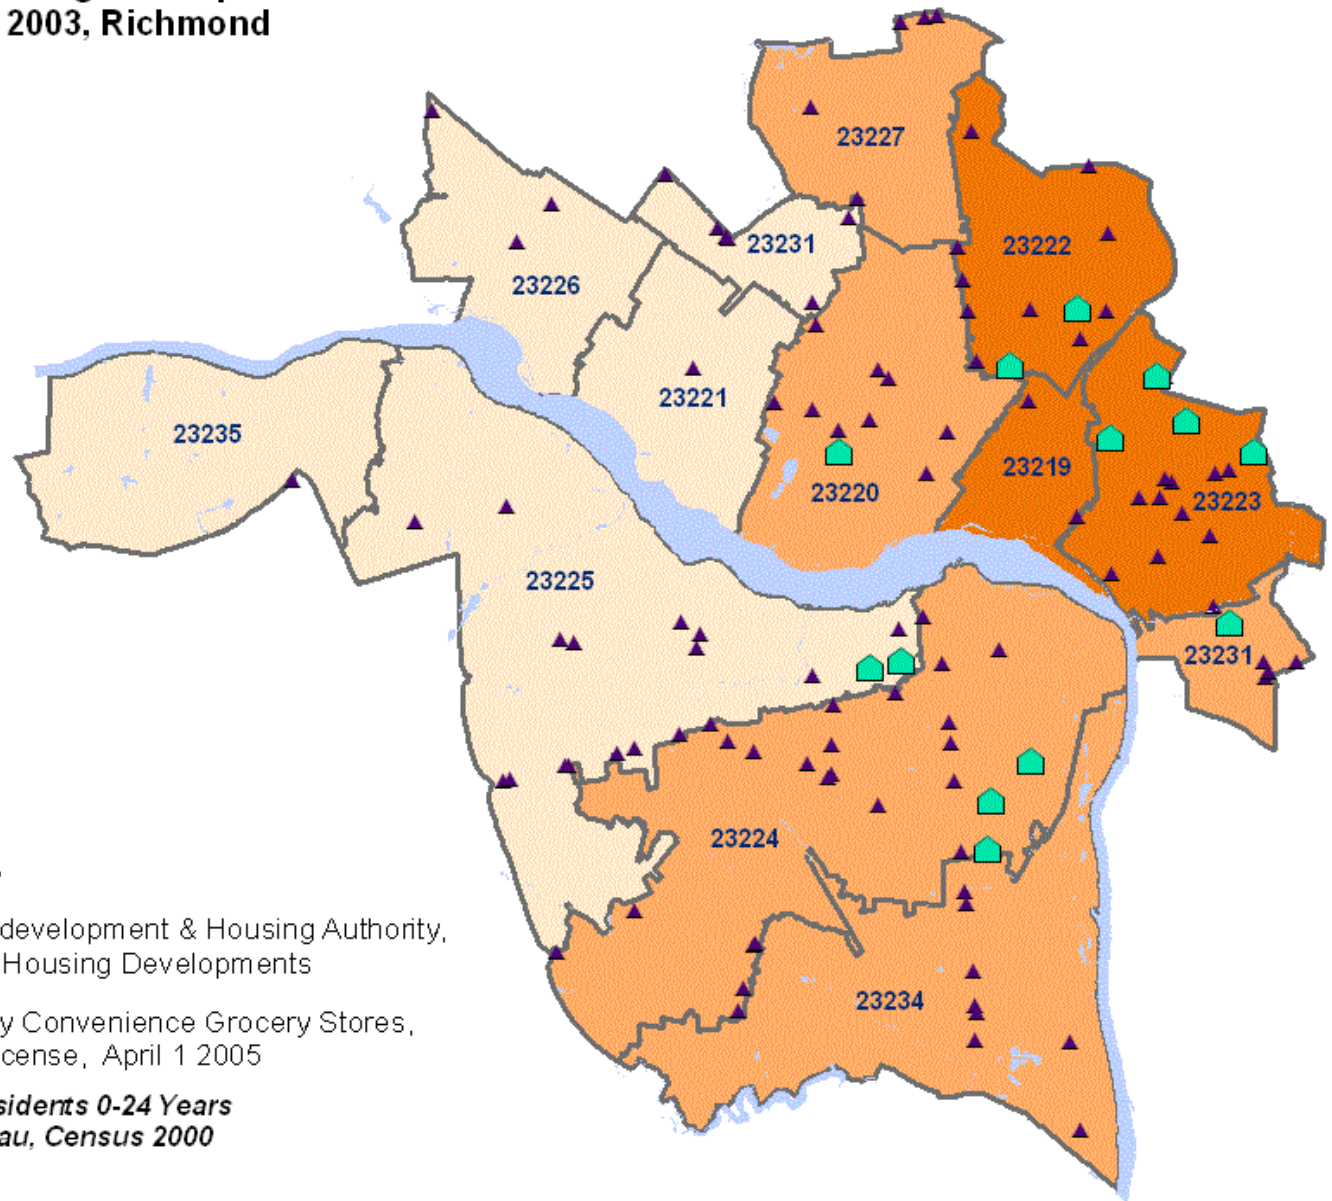 2003, Richmond
23227
23222
23231
23226
23221
23235
23219
23220
23223
23225
23231
23224
23234
development & Housing Authority,
Housing Developments
y Convenience Grocery Stores,
cense, April 1 2005
sidents 0-24 Years
au, Census 2000